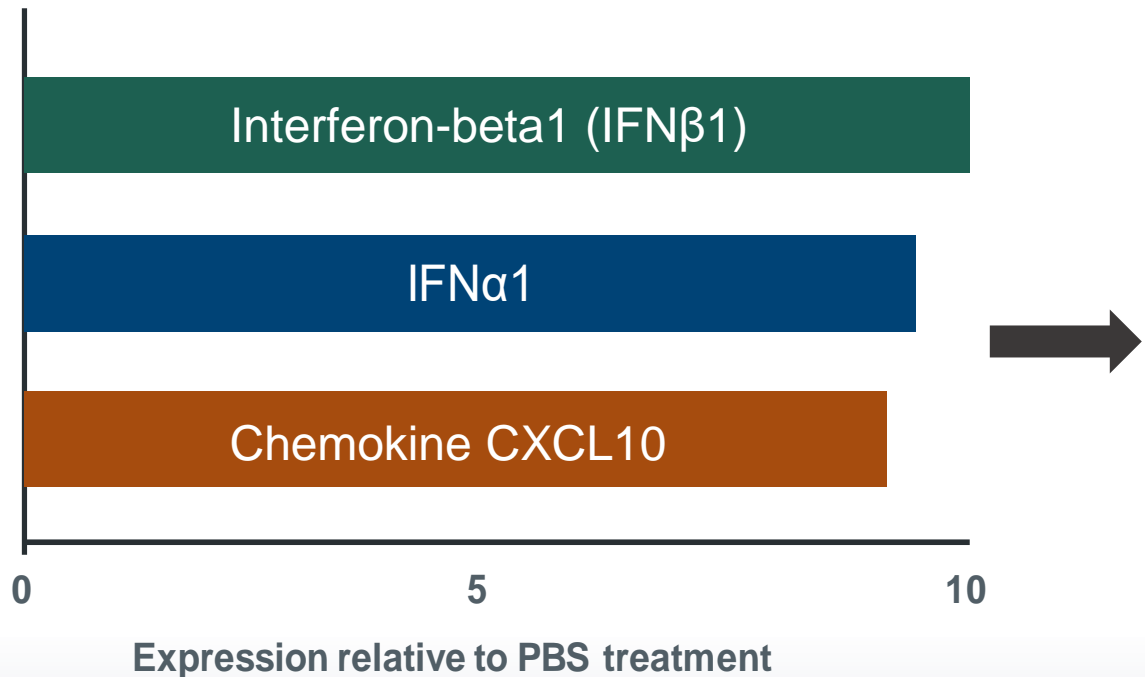 Interferon-beta1 (IFNβ1)
IFNα1
Chemokine CXCL10
0 5 10
Expression relative to PBS treatment